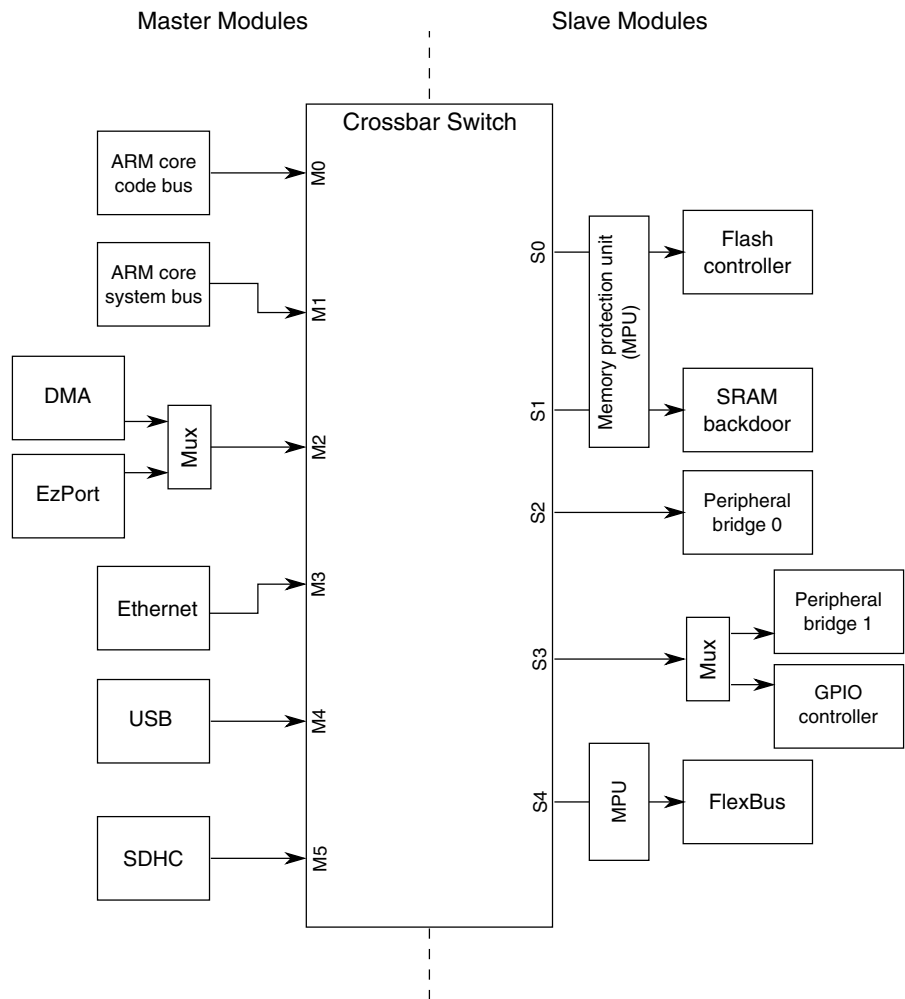 Master Modules
Slave Modules
Crossbar Switch
ARM core
code bus
M0
ARM core
system bus
M1
DMA
EzPort
Mux
M2
Ethernet
M3
USB
M4
SDHC
M5
S0
S1
Memory protection unit
(MPU)
Flash
controller
SRAM
backdoor
S2
Peripheral
bridge 0
S3
Mux
Peripheral
bridge 1
GPIO
controller
S4
MPU
FlexBus